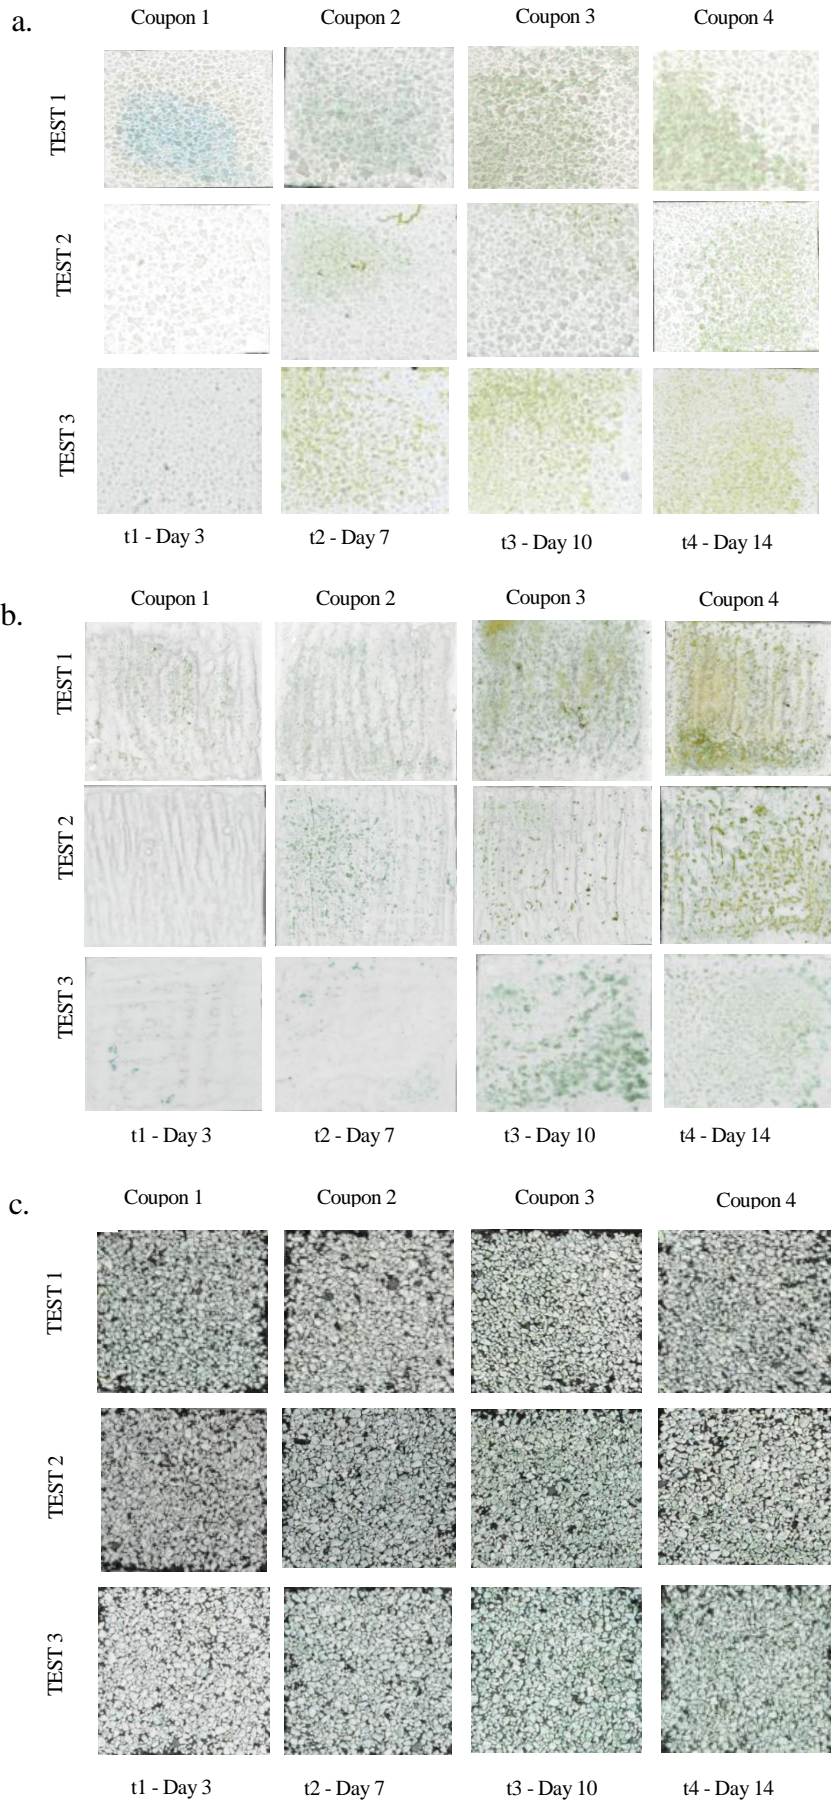 a.
Coupon 1 Coupon 2 Coupon 3 Coupon 4
TEST 1
TEST 2
TEST 3
t1 - Day 3 t2 - Day 7 t3 - Day 10 t4 - Day 14
b.
Coupon 1 Coupon 2 Coupon 3 Coupon 4
TEST 1
TEST 2
TEST 3
t1 - Day 3 t2 - Day 7 t3 - Day 10 t4 - Day 14
c.
Coupon 1 Coupon 2 Coupon 3 Coupon 4
TEST 1
TEST 2
TEST 3
t1 - Day 3 t2 - Day 7 t3 - Day 10 t4 - Day 14